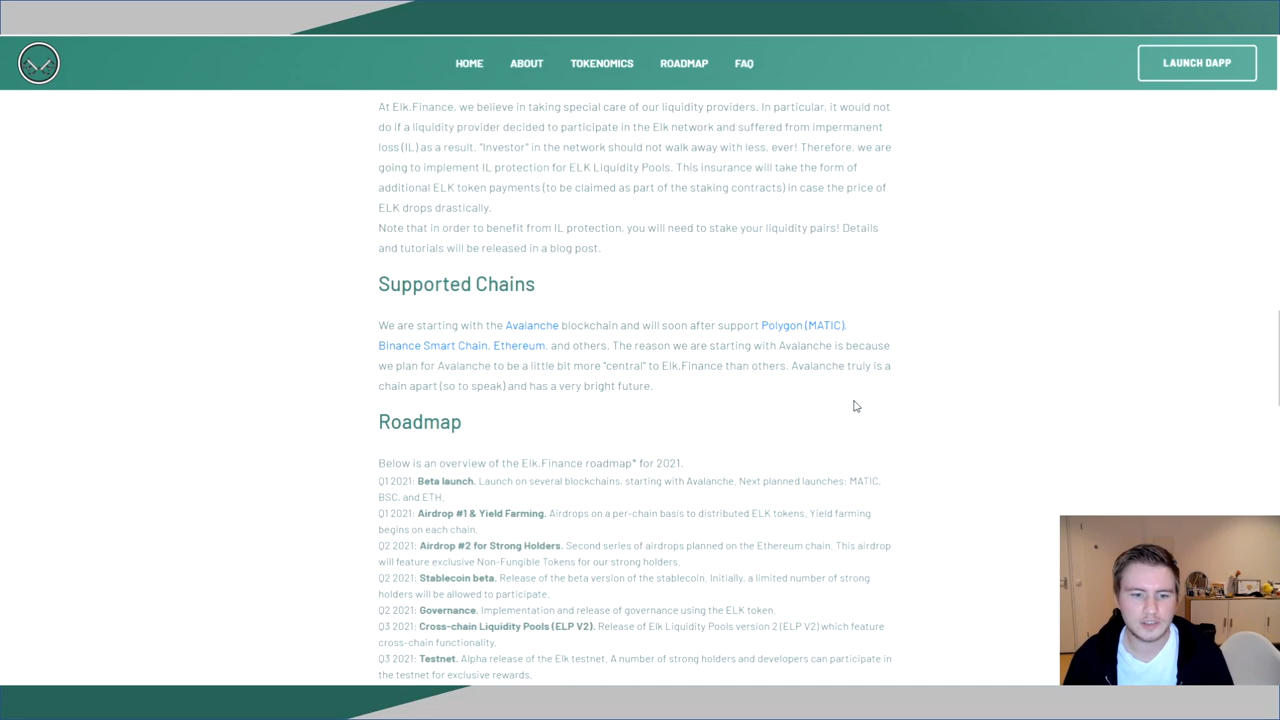 HOME ABOUT TOKENOMICS ROADMAP FAQ LAUNCH DAPP
At Elk.Finance, we believe in taking special care of our liquidity providers. In particular, it would not
do if a liquidity provider decided to participate in the Elk network and suffered from impermanent
loss (IL) as a result. "Investor" in the network should not walk away with less, ever! Therefore, we are
going to implement IL protection for ELK Liquidity Pools. This insurance will take the form of
additional ELK token payments (to be claimed as part of the staking contracts) in case the price of
ELK drops drastically.
Note that in order to benefit from IL protection, you will need to stake your liquidity pairs! Details
and tutorials will be released in a blog post.
Supported Chains
We are starting with the Avalanche blockchain and will soon after support Polygon (MATIC),
Binance Smart Chain, Ethereum, and others. The reason we are starting with Avalanche is because
we plan for Avalanche to be a little bit more "central" to Elk.Finance than others. Avalanche truly is a
chain apart (so to speak) and has a very bright future.
Roadmap
Below is an overview of the Elk.Finance roadmap* for 2021.
Q1 2021: Beta launch. Launch on several blockchains, starting with Avalanche. Next planned launches: MATIC,
BSC, and ETH.
Q1 2021: Airdrop #1 & Yield Farming. Airdrops on a per-chain basis to distributed ELK tokens. Yield farming
begins on each chain.
Q2 2021: Airdrop #2 for Strong Holders. Second series of airdrops planned on the Ethereum chain. This airdrop
will feature exclusive Non-Fungible Tokens for our strong holders.
Q2 2021: Stablecoin beta. Release of the beta version of the stablecoin. Initially, a limited number of strong
holders will be allowed to participate.
Q2 2021: Governance. Implementation and release of governance using the ELK token.
Q3 2021: Cross-chain Liquidity Pools (ELP V2). Release of Elk Liquidity Pools version 2 (ELP V2) which feature
cross-chain functionality.
Q3 2021: Testnet. Alpha release of the Elk testnet. A number of strong holders and developers can participate in
the testnet for exclusive rewards.